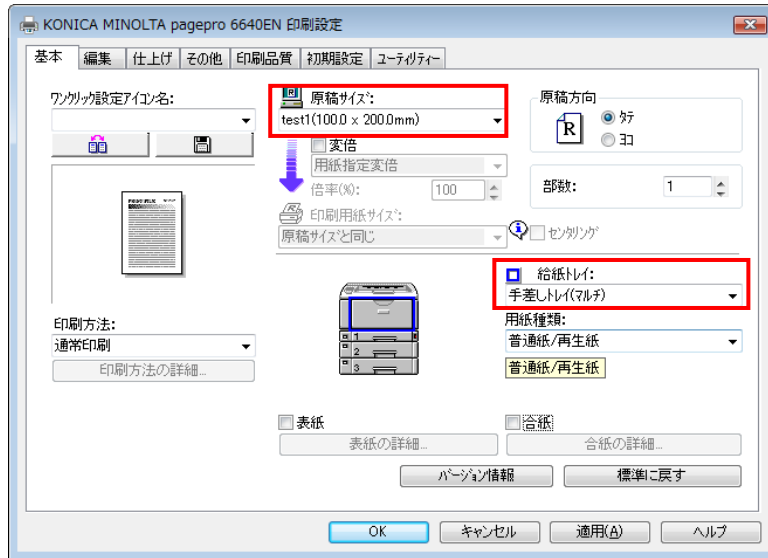 KONICA MINOLTA pagepro 6640EN 印刷設定
基本 編集 仕上げ その他 印刷品質 初期設定 ユーティリティー
ワンクリック設定アイコン名:
原稿サイズ:
test1(100.0 x 200.0mm)
変倍
用紙指定変倍
倍率(%): 100
印刷用紙サイズ:
原稿サイズと同じ
センタリング
原稿方向
R
タテ
ヨコ
部数: 1
印刷方法:
通常印刷
印刷方法の詳細...
1
2
3
給紙トレイ:
手差しトレイ(マルチ)
用紙種類:
普通紙/再生紙
普通紙/再生紙
表紙
表紙の詳細...
合紙
合紙の詳細...
バージョン情報 標準に戻す
OK キャンセル 適用(A) ヘルプ